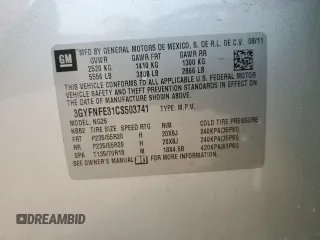 GM
MFD BY GENERAL MOTORS DE MEXICO, S. DE R.L. DE C.V. 08/11
GVWR GAWR FRT GAWR RR
2520 KG 1410 KG 1300 KG
5556 LB 3108 LB 2866 LB
THIS VEHICLE CONFORMS TO ALL APPLICABLE U.S. FEDERAL MOTOR
VEHICLE SAFETY AND THEFT PREVENTION STANDARDS IN EFFECT
ON THE DATE OF MANUFACTURE SHOWN ABOVE.
3GYFNFE31CS503741 TYPE: M.P.V.
MODEL: NG26
TIRE SIZE SPEED RTG RIM COLD TIRE PRESSURE
FRT P235/55R20 H 20X8J 240KPA(35PSI)
RR P235/55R20 H 20X8J 240KPA(35PSI)
SPA T135/70R18 M 18X4.5B 420KPA(61PSI)
SEE OWNER'S MANUAL
DREAMBID
DREAMBID